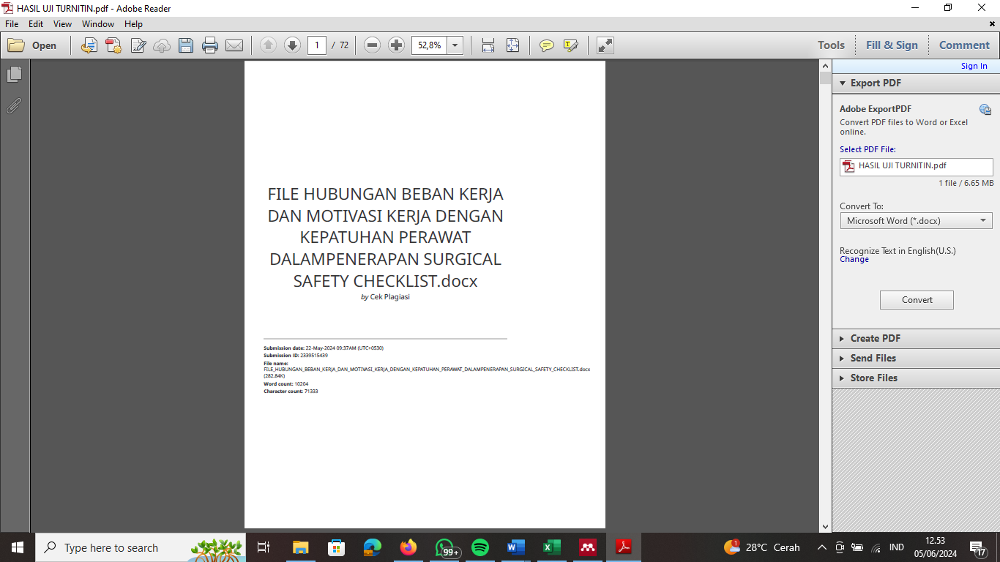 HASIL UJI TURNITIN.pdf - Adobe Reader
File Edit View Window Help
Open
1 / 72
52,8%
Tools Fill & Sign Comment
Sign In
Export PDF
Adobe ExportPDF
Convert PDF files to Word or Excel
online.
Select PDF File:
HASIL UJI TURNITIN.pdf
1 file / 6.65 MB
Convert To:
Microsoft Word (*.docx)
Recognize Text in English(U.S.)
Change
Convert
Create PDF
Send Files
Store Files
FILE HUBUNGAN BEBAN KERJA
DAN MOTIVASI KERJA DENGAN
KEPATUHAN PERAWAT
DALAMPENERAPAN SURGICAL
SAFETY CHECKLIST.docx
by Cek Plagiasi
Submission date: 22-May-2024 09:37AM (UTC+0530)
Submission ID: 2339515439
File name:
FILE_HUBUNGAN_BEBAN_KERJA_DAN_MOTIVASI_KERJA_DENGAN_KEPATUHAN_PERAWAT_DALAMPENERAPAN_SURGICAL_SAFETY_CHECKLIST.docx
(282.84K)
Word count: 10204
Character count: 71333
Type here to search
99+
1
28°C Cerah
IND
12.53
05/06/2024
17